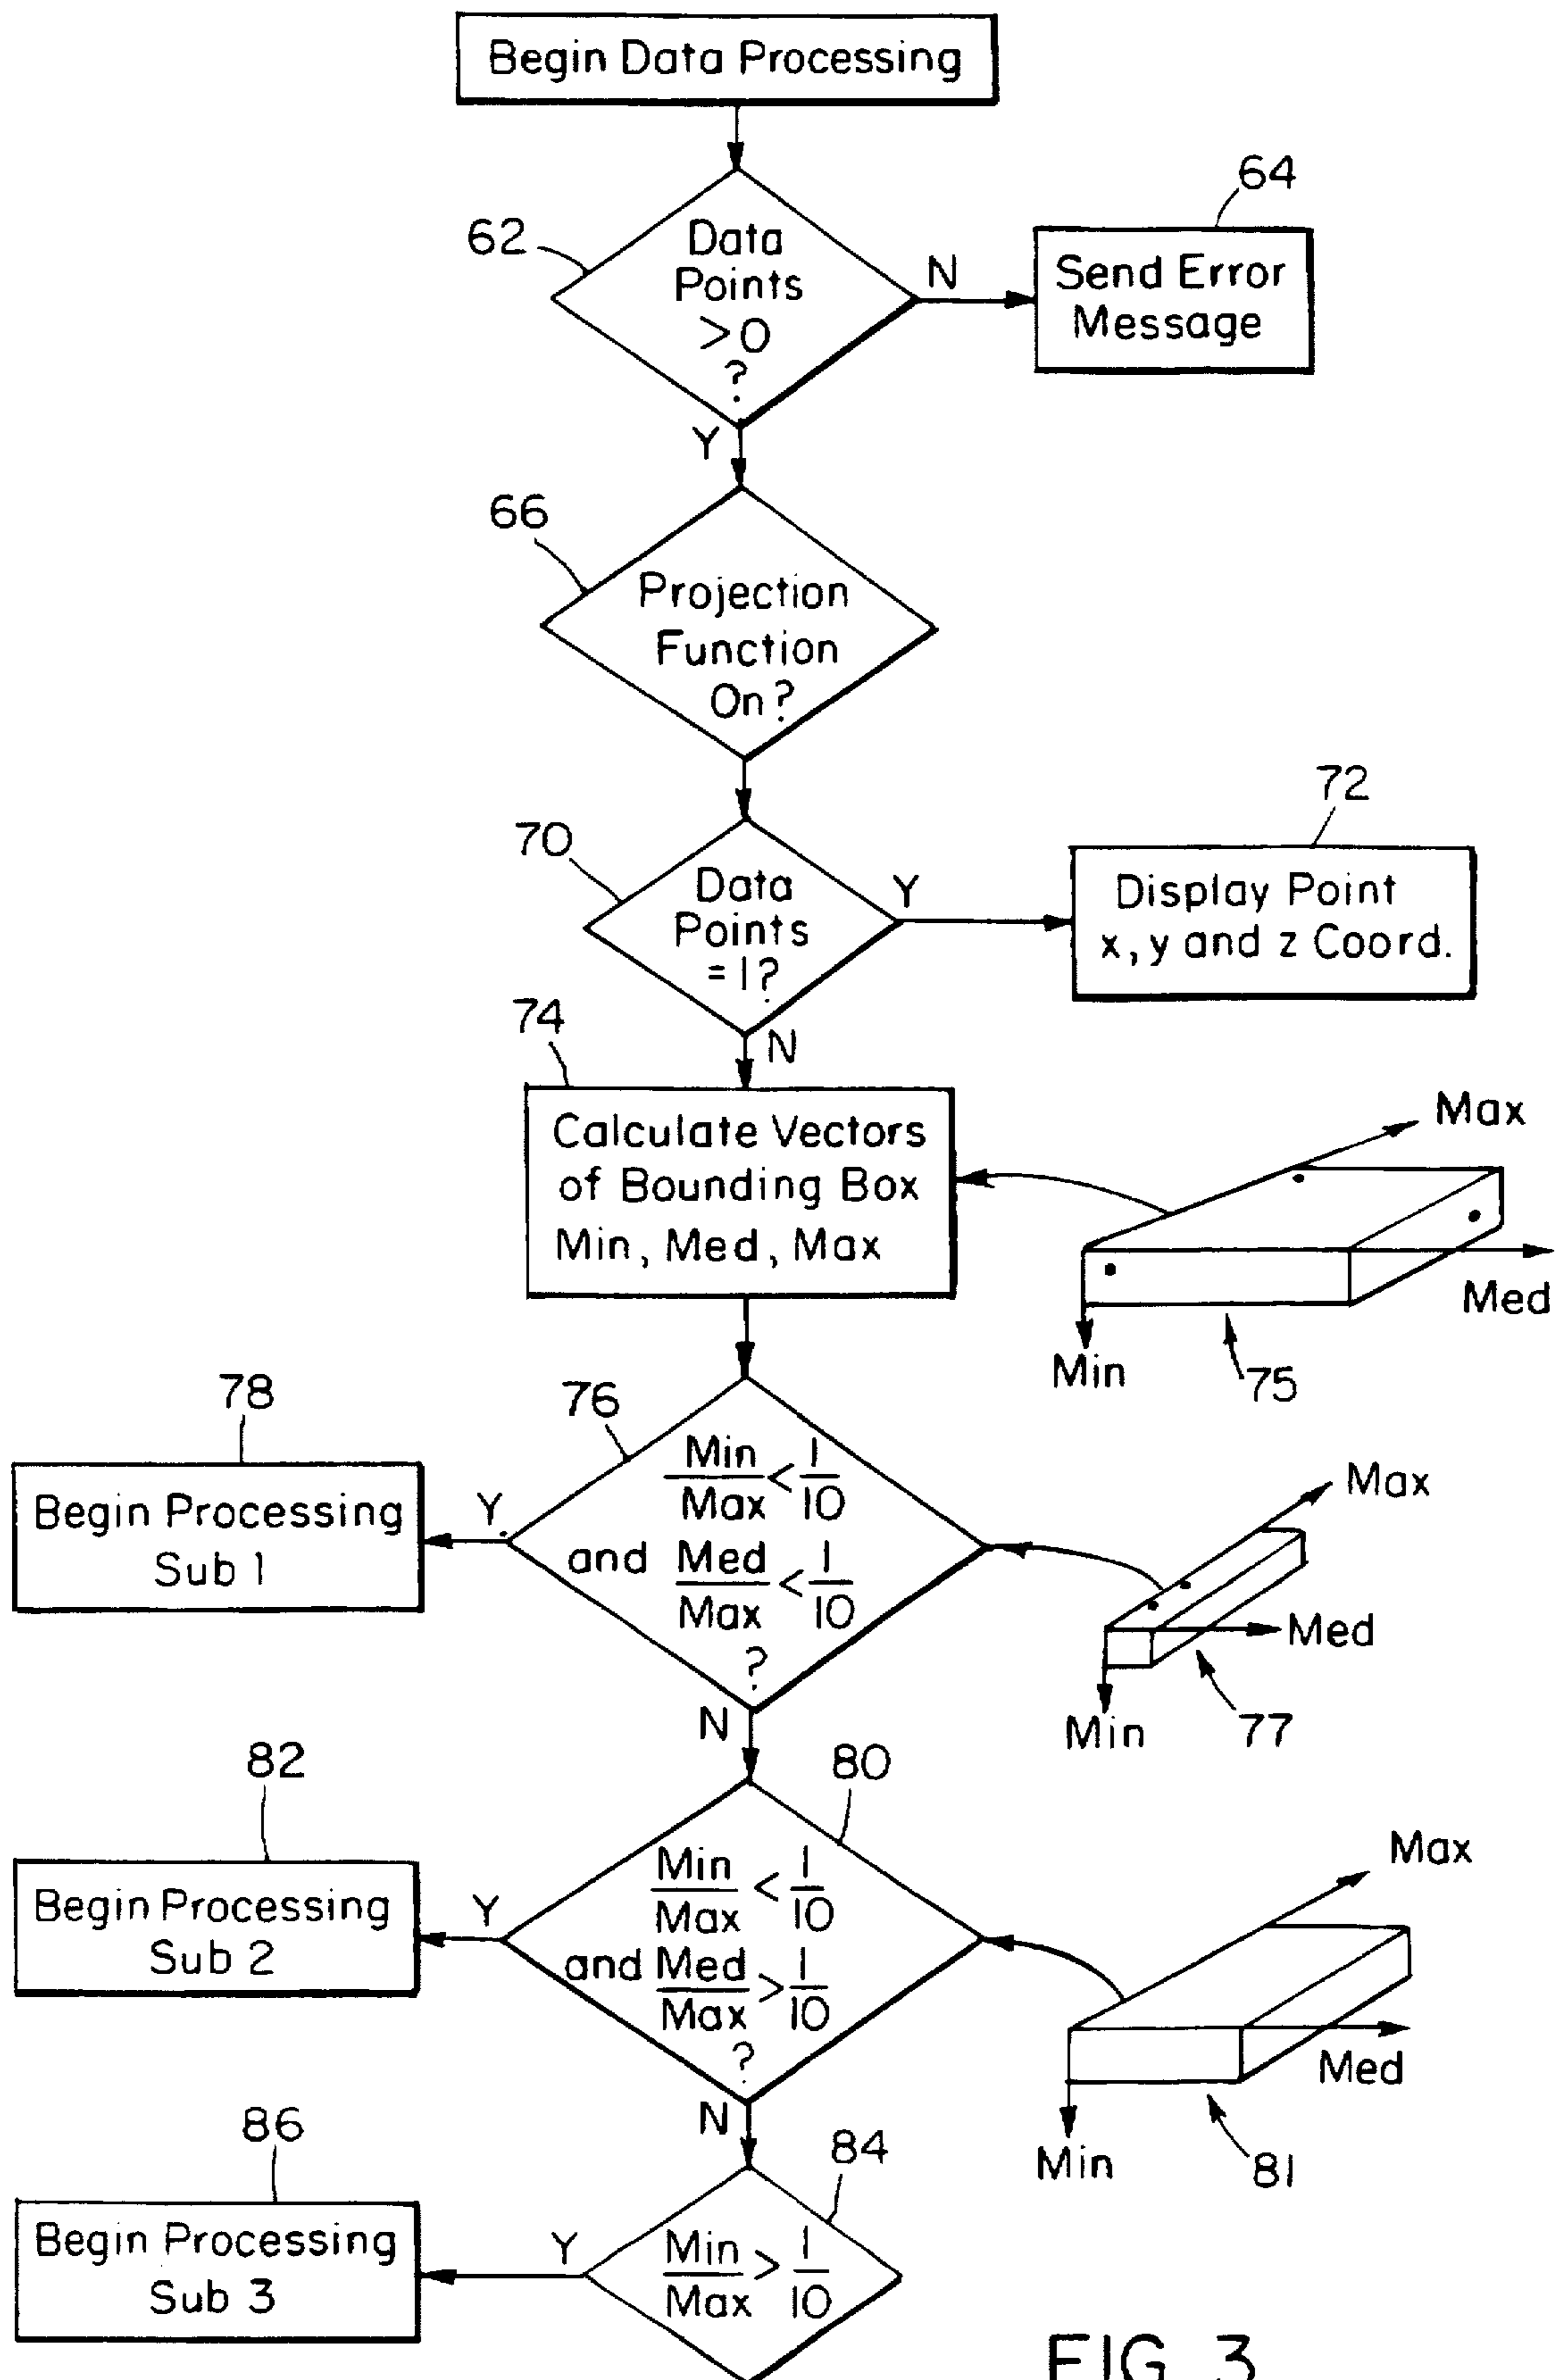 Begin Data Processing
62
Data
Points
>0
?
N
64
Send Error
Message
Y
66
Projection
Function
On?
70
Data
Points
=1?
Y
72
Display Point
x, y and z Coord.
N
74
Calculate Vectors
of Bounding Box
Min, Med, Max
Max
Med
Min
75
76
Min/Max < 1/10
and Med/Max < 1/10
?
Y
78
Begin Processing
Sub 1
Max
Med
Min
77
N
80
Min/Max < 1/10
and Med/Max > 1/10
?
Y
82
Begin Processing
Sub 2
Max
Med
Min
81
N
84
Min/Max > 1/10
Y
86
Begin Processing
Sub 3
FIG. 3